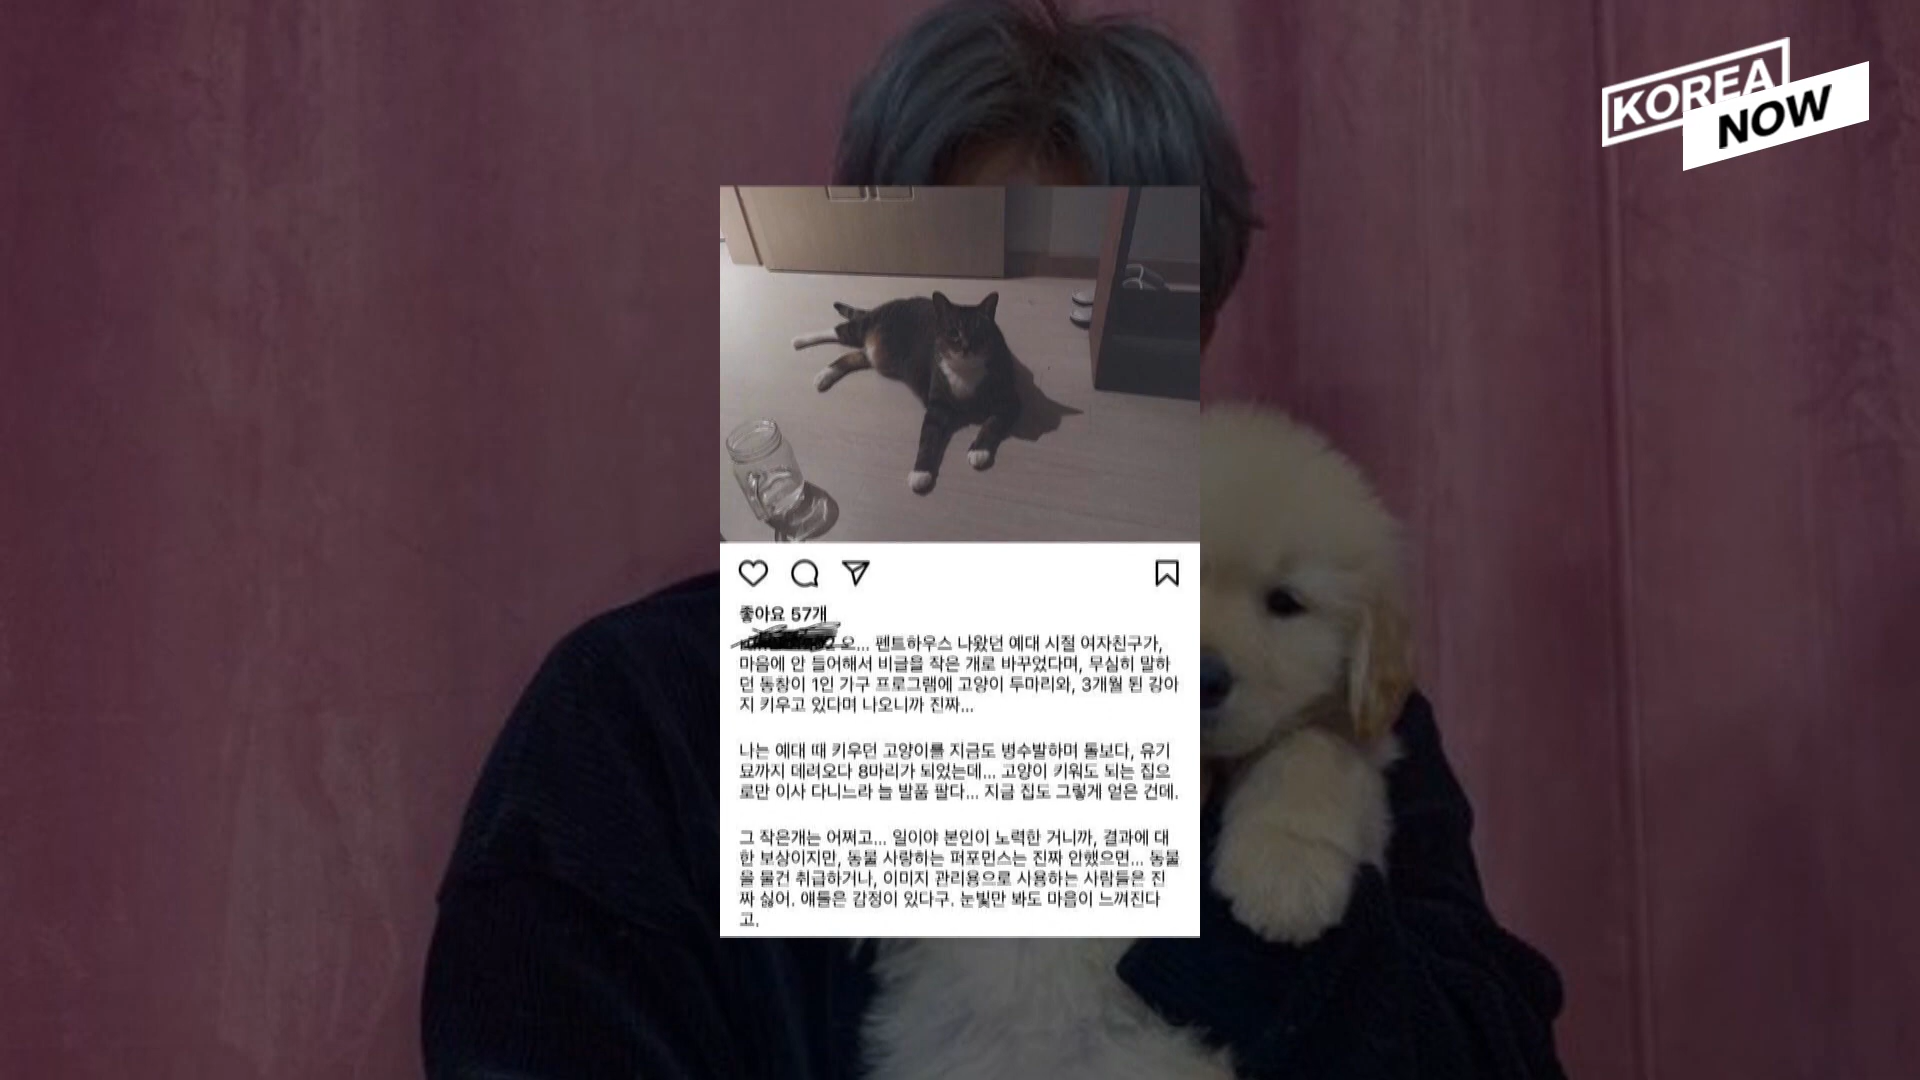 KOREA
NOW
좋아요 57개
오... 펜트하우스 나왔던 예대 시절 여자친구가,
마음에 안 들어해서 비글을 작은 개로 바꾸었다며, 무심히 말하
던 동창이 1인 가구 프로그램에 고양이 두마리와, 3개월 된 강아
지 키우고 있다며 나오니까 진짜...
나는 예대 때 키우던 고양이를 지금도 병수발하며 돌보다, 유기
묘까지 데려오다 8마리가 되었는데... 고양이 키워도 되는 집으
로만 이사 다니느라 늘 발품 팔다... 지금 집도 그렇게 얻은 건데.
그 작은개는 어쩌고... 일이야 본인이 노력한 거니까, 결과에 대
한 보상이지만, 동물 사랑하는 퍼포먼스는 진짜 안했으면... 동물
을 물건 취급하거나, 이미지 관리용으로 사용하는 사람들은 진
짜 싫어. 얘들은 감정이 있다구. 눈빛만 봐도 마음이 느껴진다
고.